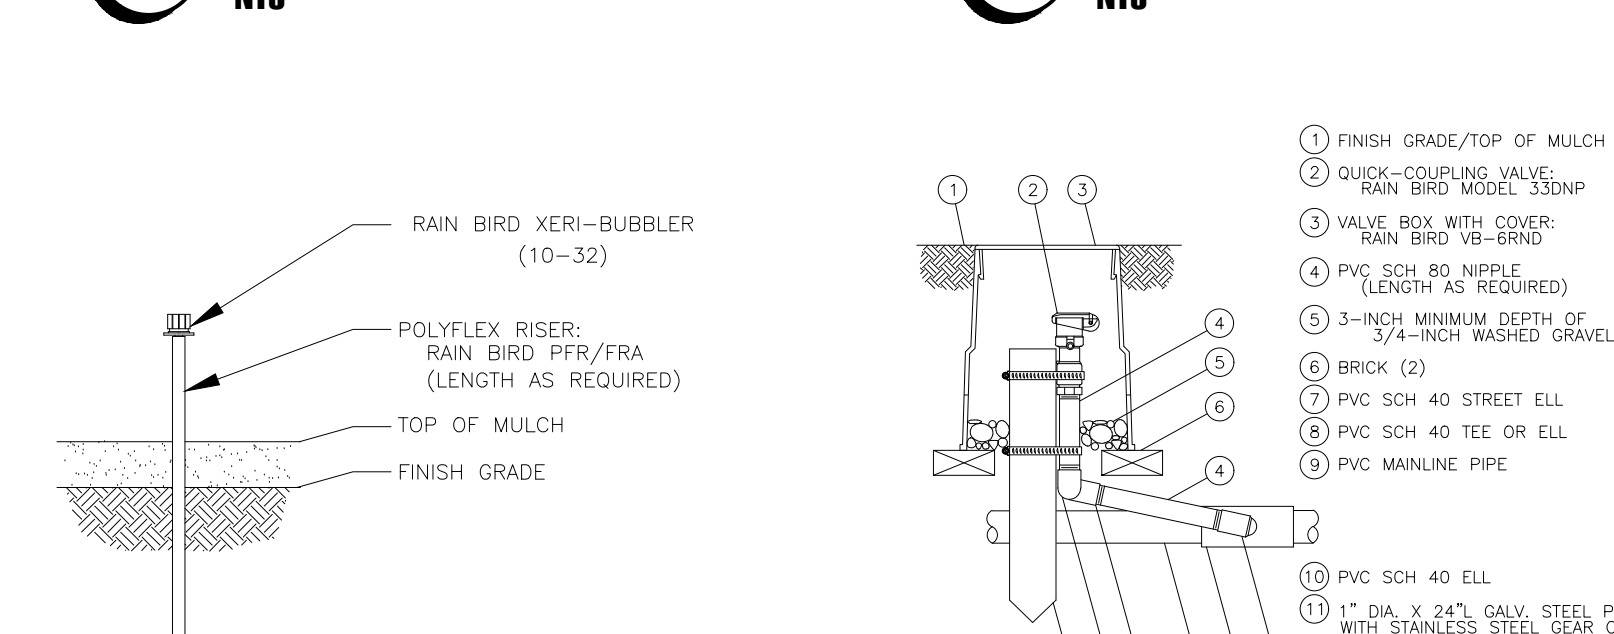 NTS
NTS
RAIN BIRD XERI-BUBBLER
(10-32)
POLYFLEX RISER:
RAIN BIRD PFR/FRA
(LENGTH AS REQUIRED)
TOP OF MULCH
FINISH GRADE
1 2 3
4
5
6
4
1 FINISH GRADE/TOP OF MULCH
2 QUICK-COUPLING VALVE:
RAIN BIRD MODEL 33DNP
3 VALVE BOX WITH COVER:
RAIN BIRD VB-6RND
4 PVC SCH 80 NIPPLE
(LENGTH AS REQUIRED)
5 3-INCH MINIMUM DEPTH OF
3/4-INCH WASHED GRAVEL
6 BRICK (2)
7 PVC SCH 40 STREET ELL
8 PVC SCH 40 TEE OR ELL
9 PVC MAINLINE PIPE
10 PVC SCH 40 ELL
11 1" DIA. X 24"L GALV. STEEL
WITH STAINLESS STEEL GEAR